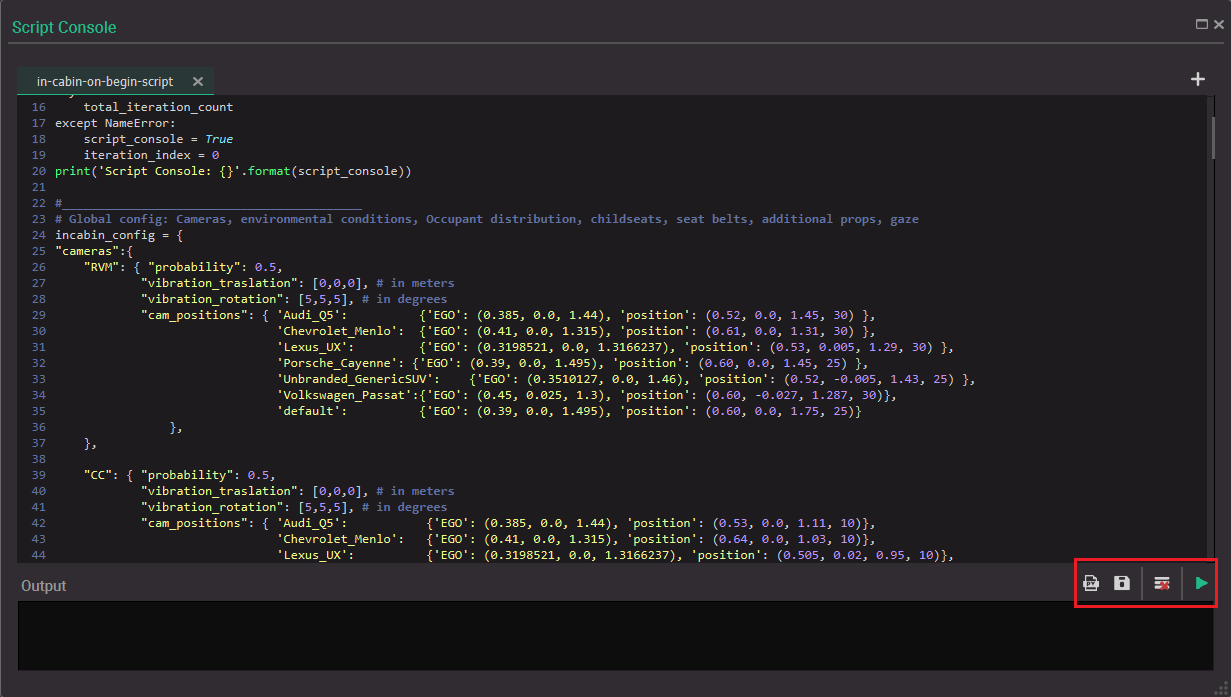 Script Console
in-cabin-on-begin-script
16 total_iteration_count
17 except NameError:
18 script_console = True
19 iteration_index = 0
20 print('Script Console: {}'.format(script_console))
21
22 #__________________________________________
23 # Global config: Cameras, environmental conditions, Occupant distribution, childseats, seat belts, additional props, gaze
24 incabin_config = {
25 "cameras":{
26 "RVM": { "probability": 0.5,
27 "vibration_traslation": [0,0,0], # in meters
28 "vibration_rotation": [5,5,5], # in degrees
29 "cam_positions": { 'Audi_Q5': {'EGO': (0.385, 0.0, 1.44), 'position': (0.52, 0.0, 1.45, 30) },
30 'Chevrolet_Menlo': {'EGO': (0.41, 0.0, 1.315), 'position': (0.61, 0.0, 1.31, 30) },
31 'Lexus_UX': {'EGO': (0.3198521, 0.0, 1.3166237), 'position': (0.53, 0.005, 1.29, 30) },
32 'Porsche_Cayenne': {'EGO': (0.39, 0.0, 1.495), 'position': (0.60, 0.0, 1.45, 25) },
33 'Unbranded_GenericSUV': {'EGO': (0.3510127, 0.0, 1.46), 'position': (0.52, -0.005, 1.43, 25) },
34 'Volkswagen_Passat':{'EGO': (0.45, 0.025, 1.3), 'position': (0.60, -0.027, 1.287, 30)},
35 'default': {'EGO': (0.39, 0.0, 1.495), 'position': (0.60, 0.0, 1.75, 25)}
36 },
37 },
38
39 "CC": { "probability": 0.5,
40 "vibration_traslation": [0,0,0], # in meters
41 "vibration_rotation": [5,5,5], # in degrees
42 "cam_positions": { 'Audi_Q5': {'EGO': (0.385, 0.0, 1.44), 'position': (0.53, 0.0, 1.11, 10)},
43 'Chevrolet_Menlo': {'EGO': (0.41, 0.0, 1.315), 'position': (0.64, 0.0, 1.03, 10)},
44 'Lexus_UX': {'EGO': (0.3198521, 0.0, 1.3166237), 'position': (0.505, 0.02, 0.95, 10)},
Output